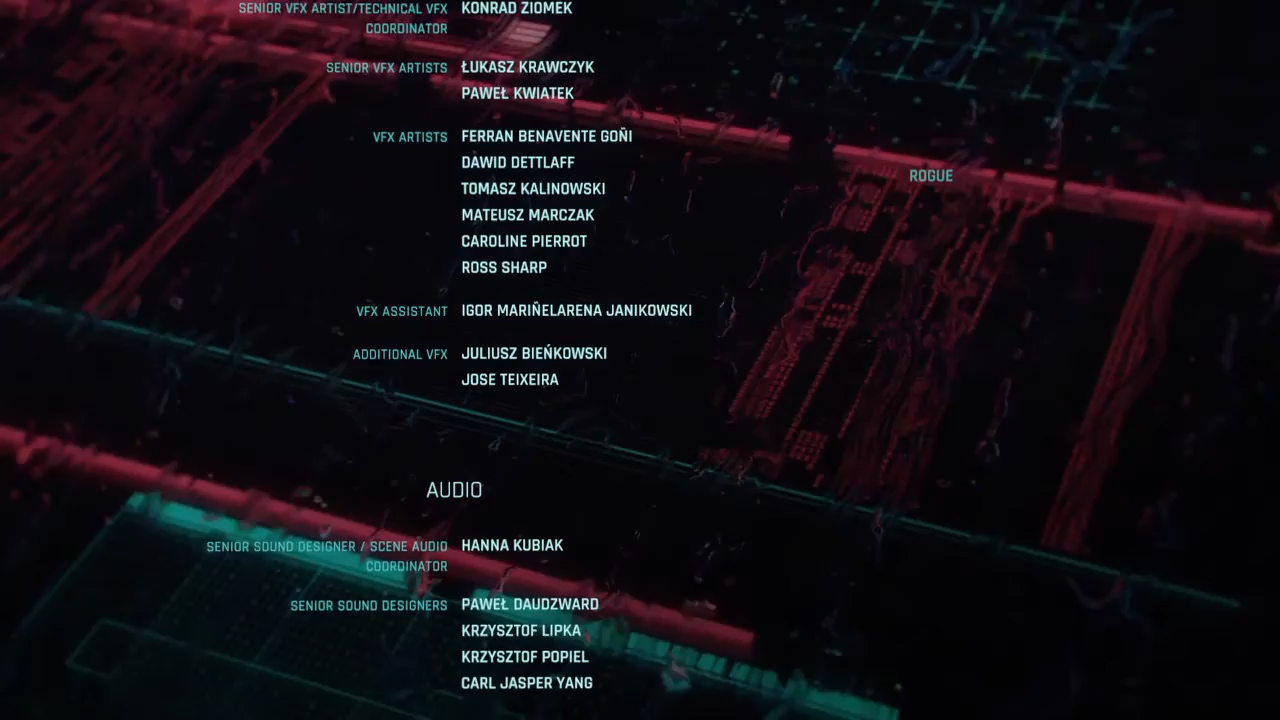 SENIOR VFX ARTIST/TECHNICAL VFX COORDINATOR KONRAD ZIOMEK
SENIOR VFX ARTISTS ŁUKASZ KRAWCZYK
PAWEŁ KWIATEK
VFX ARTISTS FERRAN BENAVENTE GOÑI
DAWID DETTLAFF
TOMASZ KALINOWSKI
MATEUSZ MARCZAK
CAROLINE PIERROT
ROSS SHARP
ROGUE
VFX ASSISTANT IGOR MARIÑELARENA JANIKOWSKI
ADDITIONAL VFX JULIUSZ BIEŃKOWSKI
JOSE TEIXEIRA
AUDIO
SENIOR SOUND DESIGNER / SCENE AUDIO COORDINATOR HANNA KUBIAK
SENIOR SOUND DESIGNERS PAWEŁ DAUDZWARD
KRZYSZTOF LIPKA
KRZYSZTOF POPIEL
CARL JASPER YANG